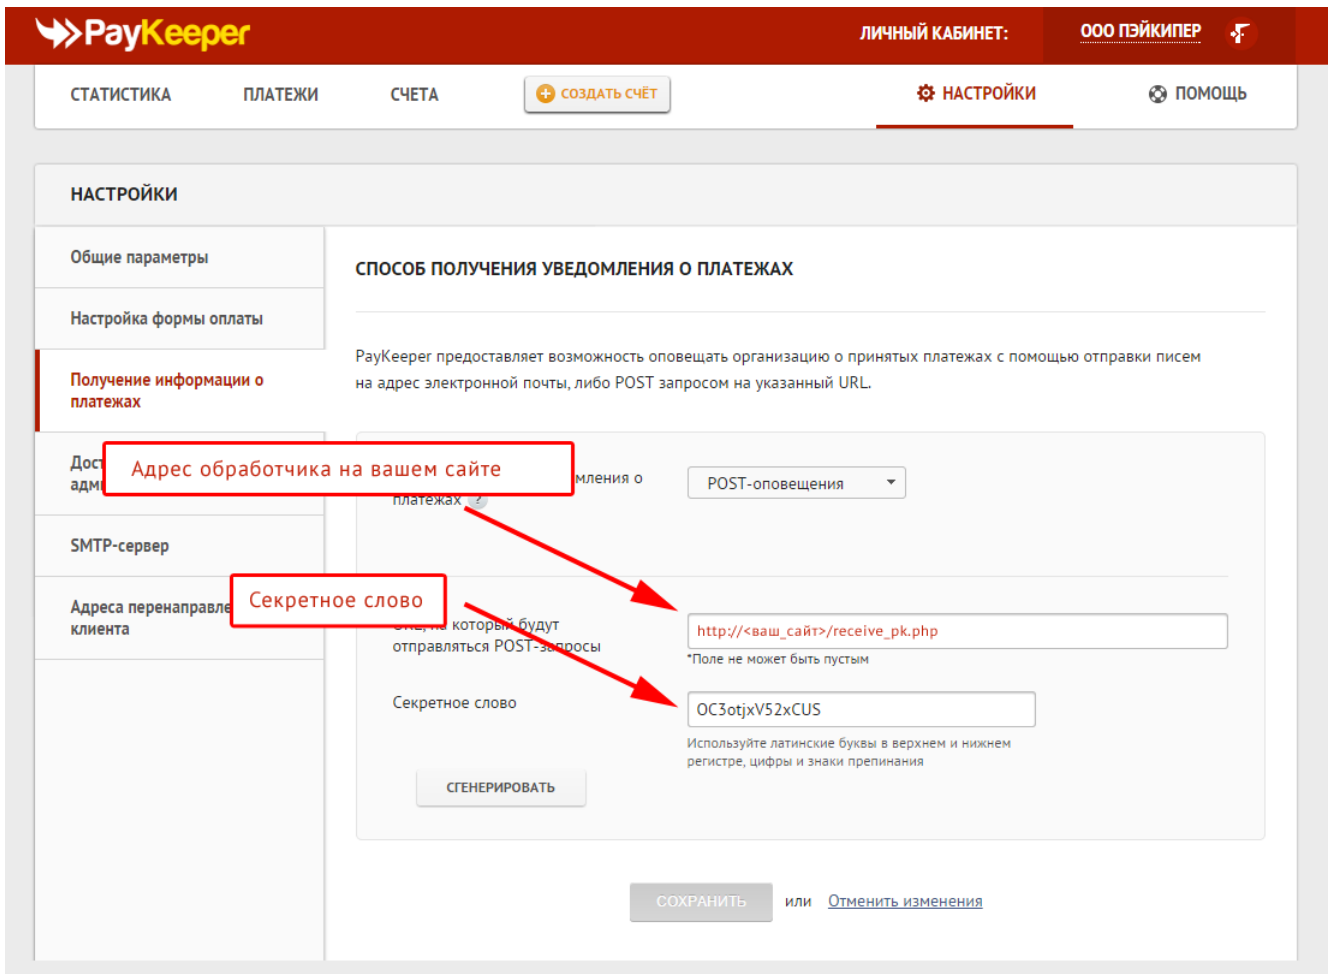 PayKeeper
ЛИЧНЫЙ КАБИНЕТ:
ООО ПЭЙКИПЕР
СТАТИСТИКА
ПЛАТЕЖИ
СЧЕТА
СОЗДАТЬ СЧЁТ
НАСТРОЙКИ
ПОМОЩЬ
НАСТРОЙКИ
Общие параметры
Настройка формы оплаты
Получение информации о
платежах
SMTP-сервер
Адреса
клиента
СПОСОБ ПОЛУЧЕНИЯ УВЕДОМЛЕНИЯ О ПЛАТЕЖАХ
PayKeeper предоставляет возможность оповещать организацию о принятых платежах с помощью отправки писем
на адрес электронной почты, либо POST запросом на указанный URL.
Адрес обработчика на вашем сайте
о
платежах ?
POST-оповещения
Секретное слово
который будут
отправляться POST-запросы
http://<ваш_сайт>/receive_pk.php
*Поле не может быть пустым
Секретное слово
OC3otjxV52xCUS
Используйте латинские буквы в верхнем и нижнем
регистре, цифры и знаки препинания
СГЕНЕРИРОВАТЬ
СОХРАНИТЬ
или
Отменить изменения